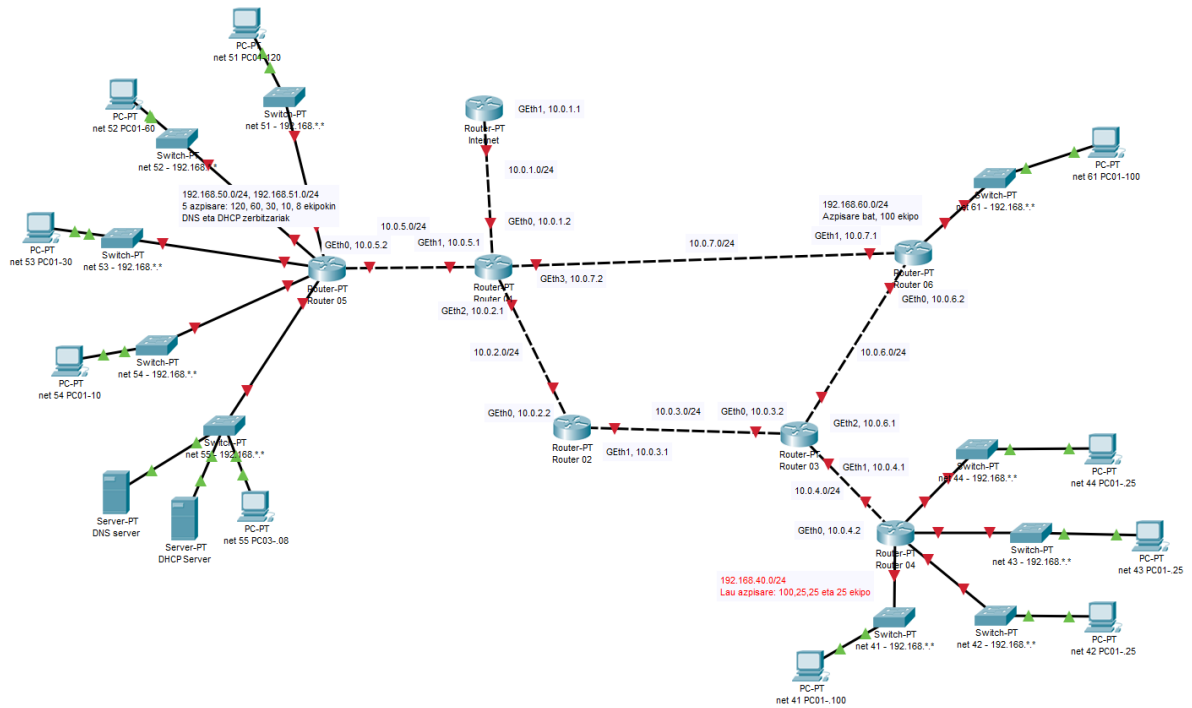 PC-PT
net 51 PC01-120
Switch-PT
net 51 - 192.168.*.*
PC-PT
net 52 PC01-60
Switch-PT
net 52 - 192.168.*.*
192.168.50.0/24, 192.168.51.0/24
5 azpisare: 120, 60, 30, 10, 8 ekipokin
DNS eta DHCP zerbitzariak
PC-PT
net 53 PC01-30
Switch-PT
net 53 - 192.168.*.*
GEth0, 10.0.5.2
Router-PT
Router 05
PC-PT
net 54 PC01-10
Switch-PT
net 54 - 192.168.*.*
Switch-PT
net 55 - 192.168.*.*
Server-PT
DNS server
Server-PT
DHCP Server
PC-PT
net 55 PC03-.08
GEth1, 10.0.1.1
Router-PT
Internet
10.0.1.0/24
GEth0, 10.0.1.2
10.0.5.0/24
GEth1, 10.0.5.1
Router-PT
Router
GEth3, 10.0.7.2
GEth2, 10.0.2.1
10.0.7.0/24
10.0.2.0/24
GEth0, 10.0.2.2
Router-PT
Router 02
GEth1, 10.0.3.1
10.0.3.0/24
GEth0, 10.0.3.2
Router-PT
Router 03
GEth2, 10.0.6.1
10.0.6.0/24
GEth1, 10.0.4.1
10.0.4.0/24
PC-PT
net 61 PC01-100
Switch-PT
net 61 - 192.168.*.*
192.168.60.0/24
Azpisare bat, 100 ekipo
GEth1, 10.0.7.1
Router-PT
Router 06
GEth0, 10.0.6.2
Switch-PT
net 44 - 192.168.*.*
PC-PT
net 44 PC01-.25
GEth0, 10.0.4.2
Router-PT
Router 04
Switch-PT
net 43 - 192.168.*.*
PC-PT
net 43 PC01-.25
192.168.40.0/24
Lau azpisare: 100,25,25 eta 25 ekipo
Switch-PT
net 41 - 192.168.*.*
Switch-PT
net 42 - 192.168.*.*
PC-PT
net 42 PC01-.25
PC-PT
net 41 PC01-.100